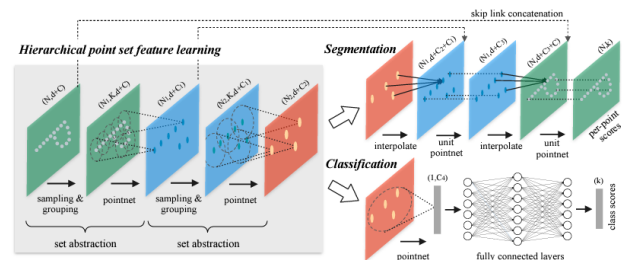 skip link concatenation
Hierarchical point set feature learning
Segmentation
(N,d+C)
(N1,K,d+C)
(N1,d+C1)
(N2,K,d+C1)
(N2,d+C2)
sampling &
grouping
pointnet
sampling &
grouping
pointnet
set abstraction
set abstraction
(N1,d+C2+C1)
(N1,d+C3)
(N,d+C3+C)
(N,k)
interpolate
unit
pointnet
interpolate
unit
pointnet
per-point
scores
Classification
(1,C4)
(k)
pointnet
fully connected layers
class scores